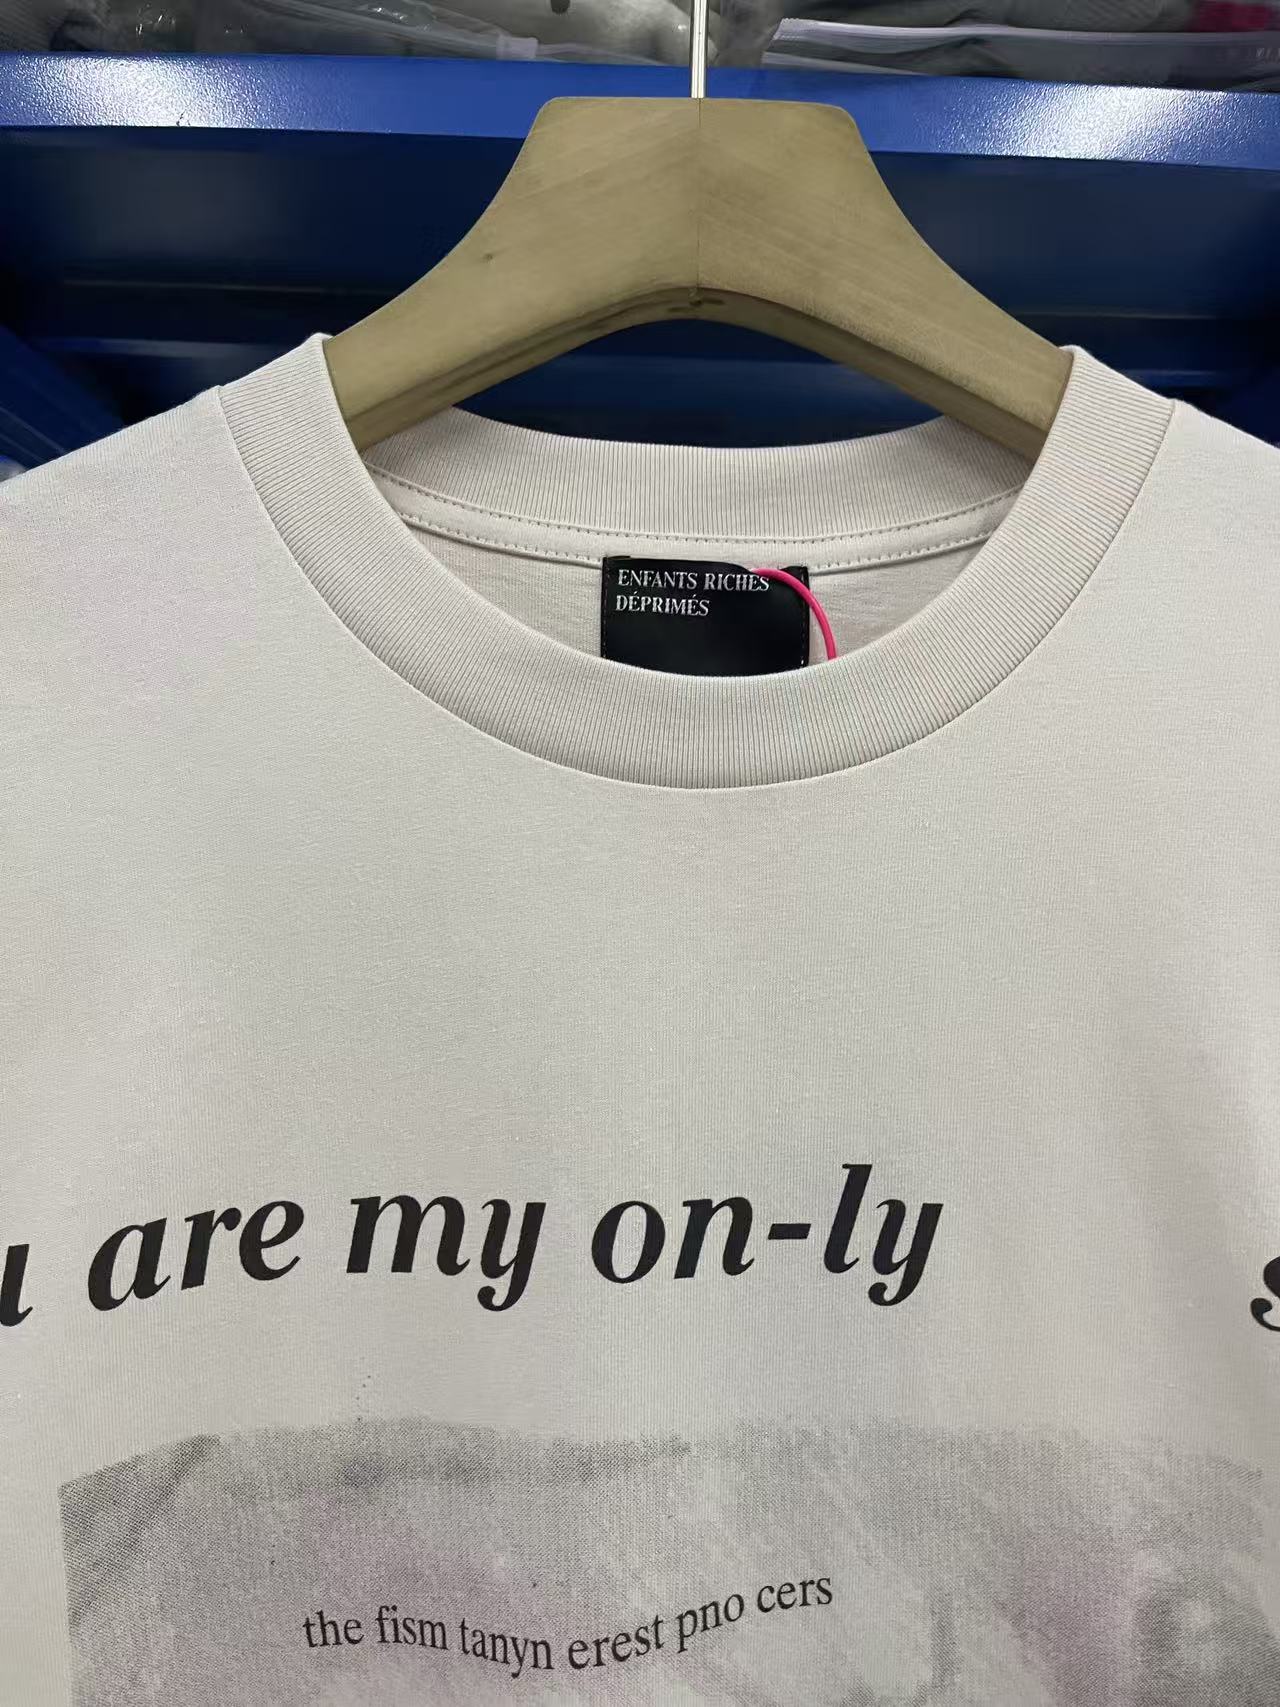 ENFANTS RICHES
DÉPRIMÉS
are my on-ly
the fism tanyn erest pno cers